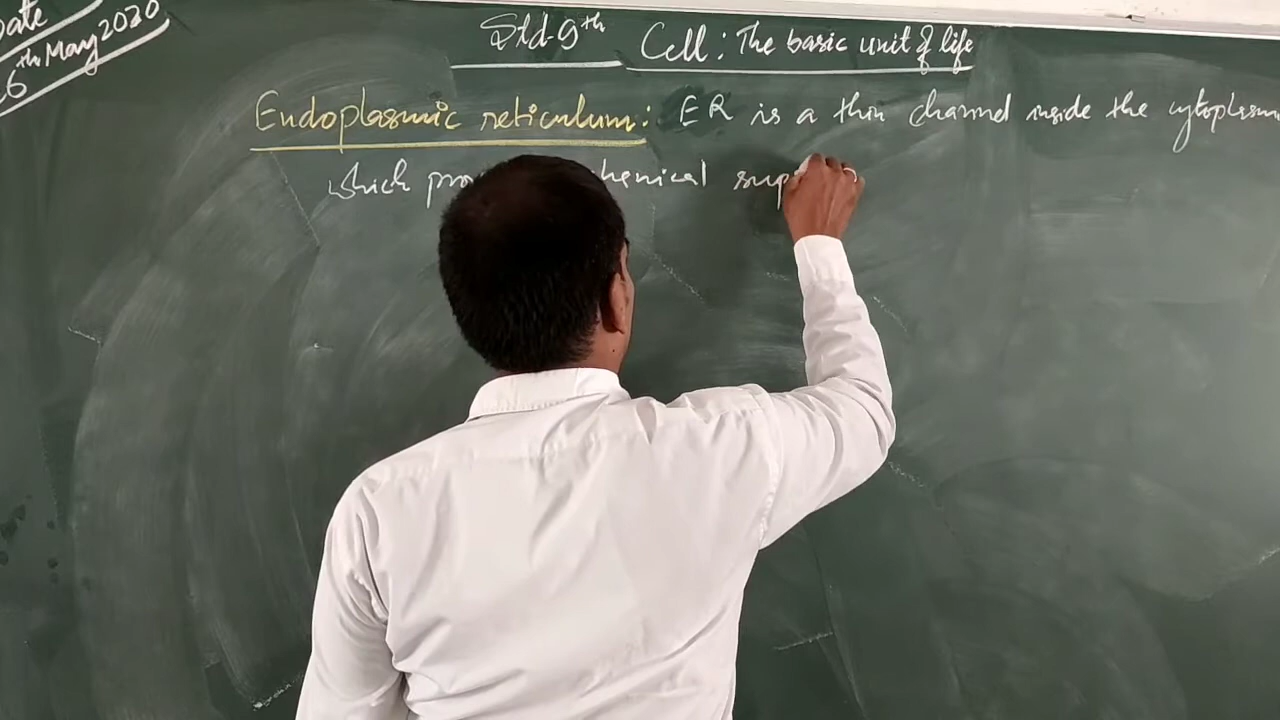 Date
6th May 2020
Std-9th Cell: The basic unit of life
Endoplasmic reticulum: ER is a thin channel inside the cytoplasm
which pro hemical sup